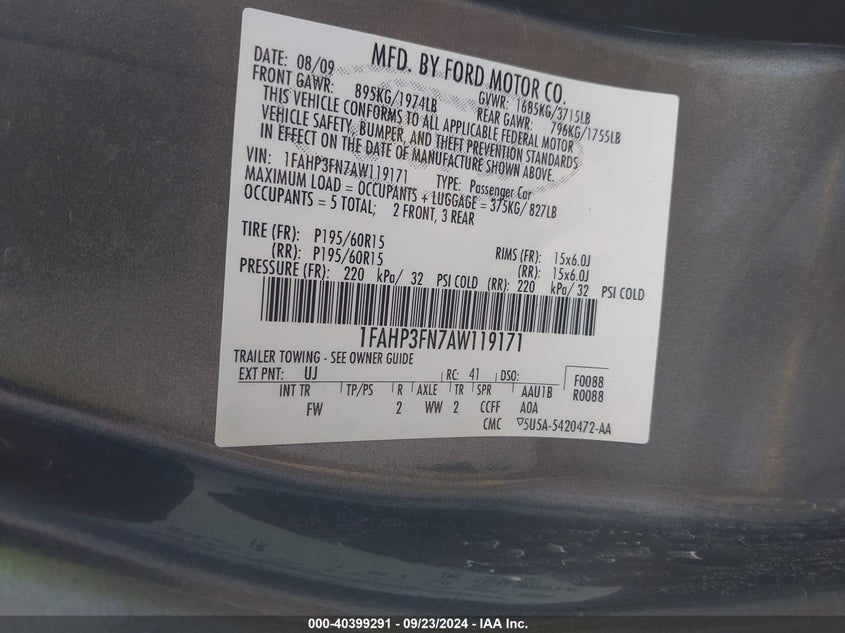 MFD. BY FORD MOTOR CO.
DATE: 08/09 GVWR: 1685KG/3715LB
FRONT GAWR: 895KG/1974LB REAR GAWR: 796KG/1755LB
THIS VEHICLE CONFORMS TO ALL APPLICABLE FEDERAL MOTOR
VEHICLE SAFETY, BUMPER, AND THEFT PREVENTION STANDARDS
IN EFFECT ON THE DATE OF MANUFACTURE SHOWN ABOVE.
VIN: 1FAHP3FN7AW119171 TYPE: Passenger Car
MAXIMUM LOAD = OCCUPANTS + LUGGAGE = 375KG/ 827LB
OCCUPANTS = 5 TOTAL; 2 FRONT, 3 REAR
TIRE (FR): P195/60R15 RIMS (FR): 15x6.0J
(RR): P195/60R15 (RR): 15x6.0J
PRESSURE (FR): 220 kPa/ 32 PSI COLD (RR): 220 kPa/ 32 PSI COLD
1FAHP3FN7AW119171
TRAILER TOWING - SEE OWNER GUIDE
EXT PNT: UJ RC: 41 DSO: F0088
INT TR TP/PS R AXLE TR SPR AAU1B R0088
FW 2 WW 2 CCFF AOA
CMC ▽5U5A-5420472-AA
000-40399291 - 09/23/2024 - IAA Inc.